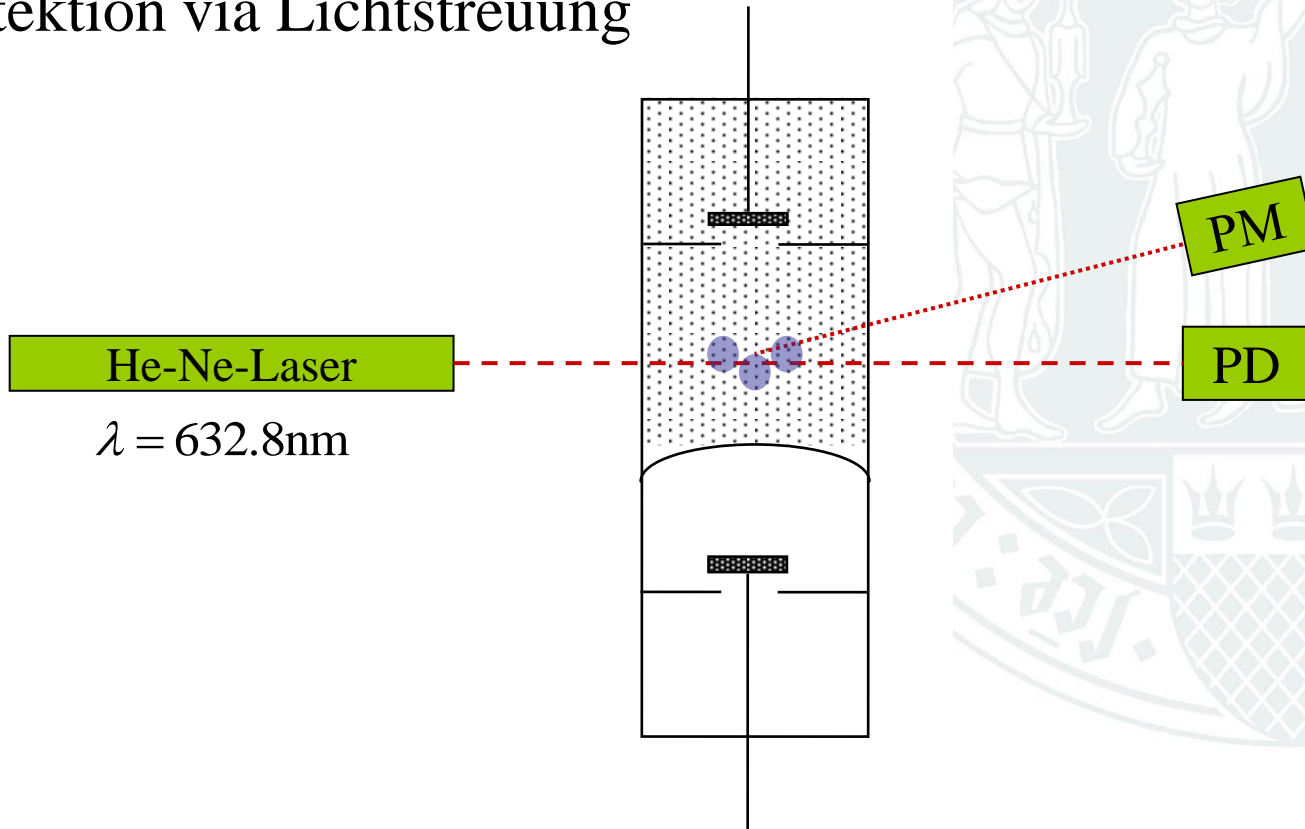 tektion via Lichtstreuung
PM
He-Ne-Laser
PD
λ = 632.8nm